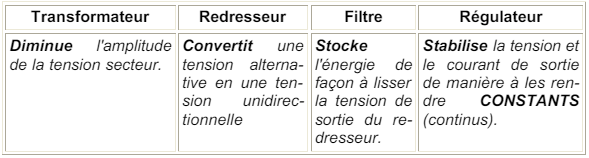 Transformateur
Redresseur
Filtre
Régulateur
Diminue l'amplitude
de la tension secteur.
Convertit une
tension alterna-
tive en une ten-
sion unidirec-
tionnelle
Stocke
l'énergie de
façon à lisser
la tension de
sortie du re-
dresseur.
Stabilise la tension et
le courant de sortie
de manière à les ren-
dre CONSTANTS
(continus).